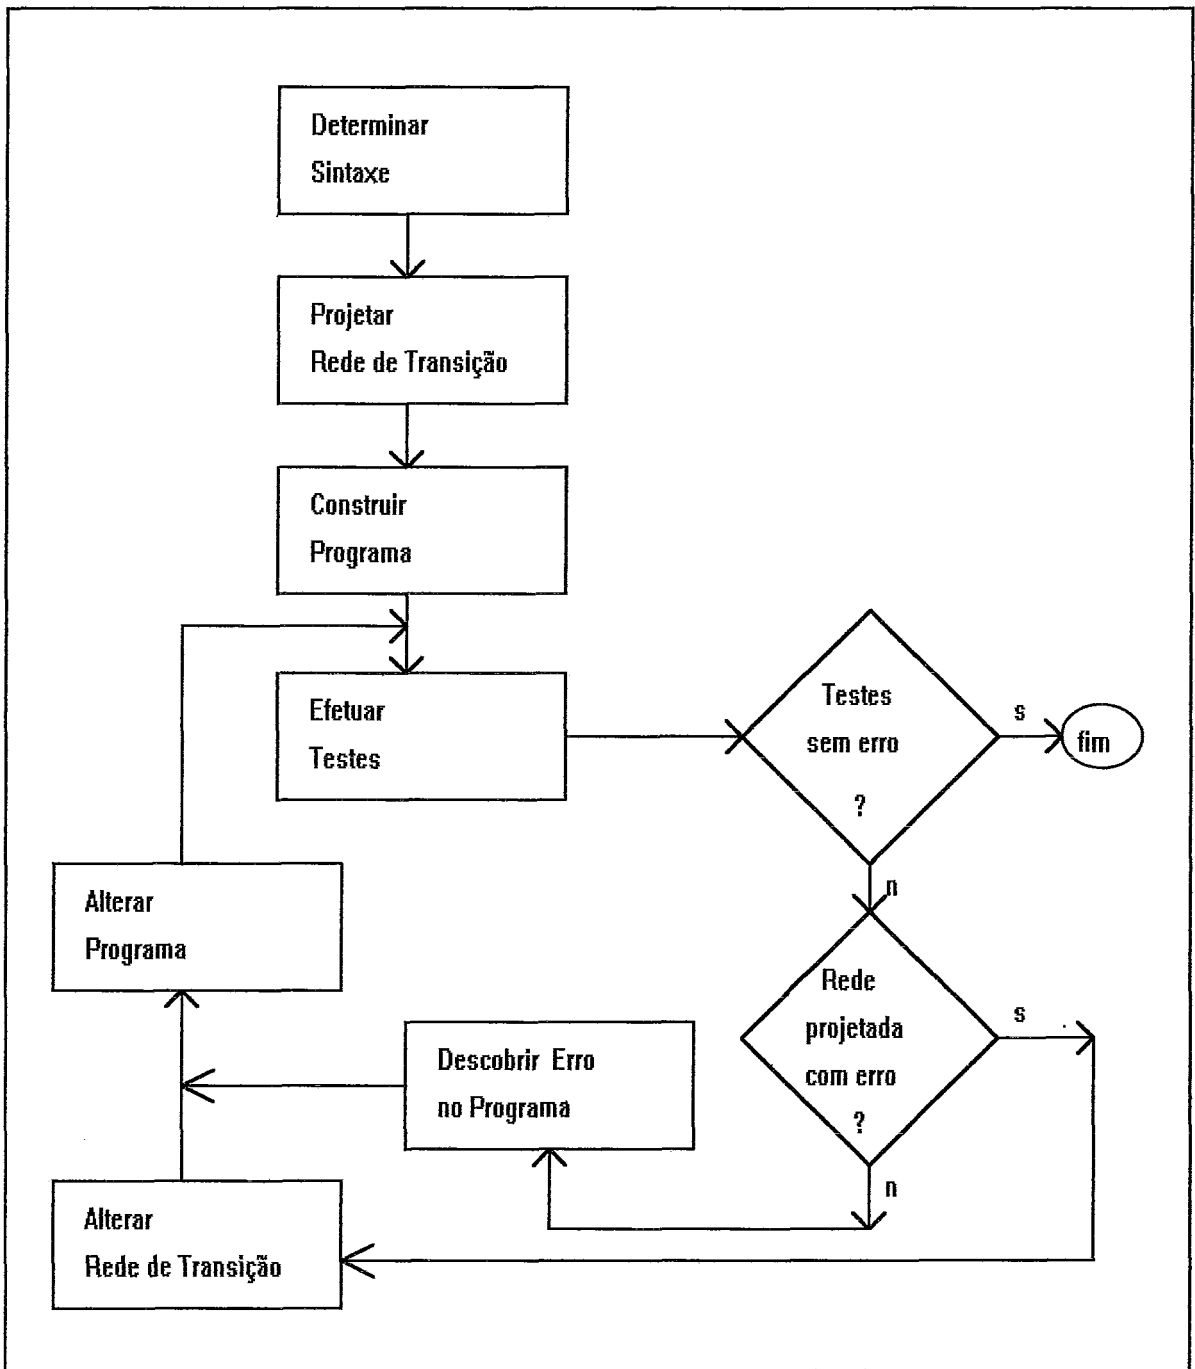 Determinar
Sintaxe
Projetar
Rede de Transição
Construir
Programa
Efetuar
Testes
Testes
sem erro
?
s
fim
n
Alterar
Programa
Rede
projetada
com erro
?
s
Descobrir Erro
no Programa
n
Alterar
Rede de Transição